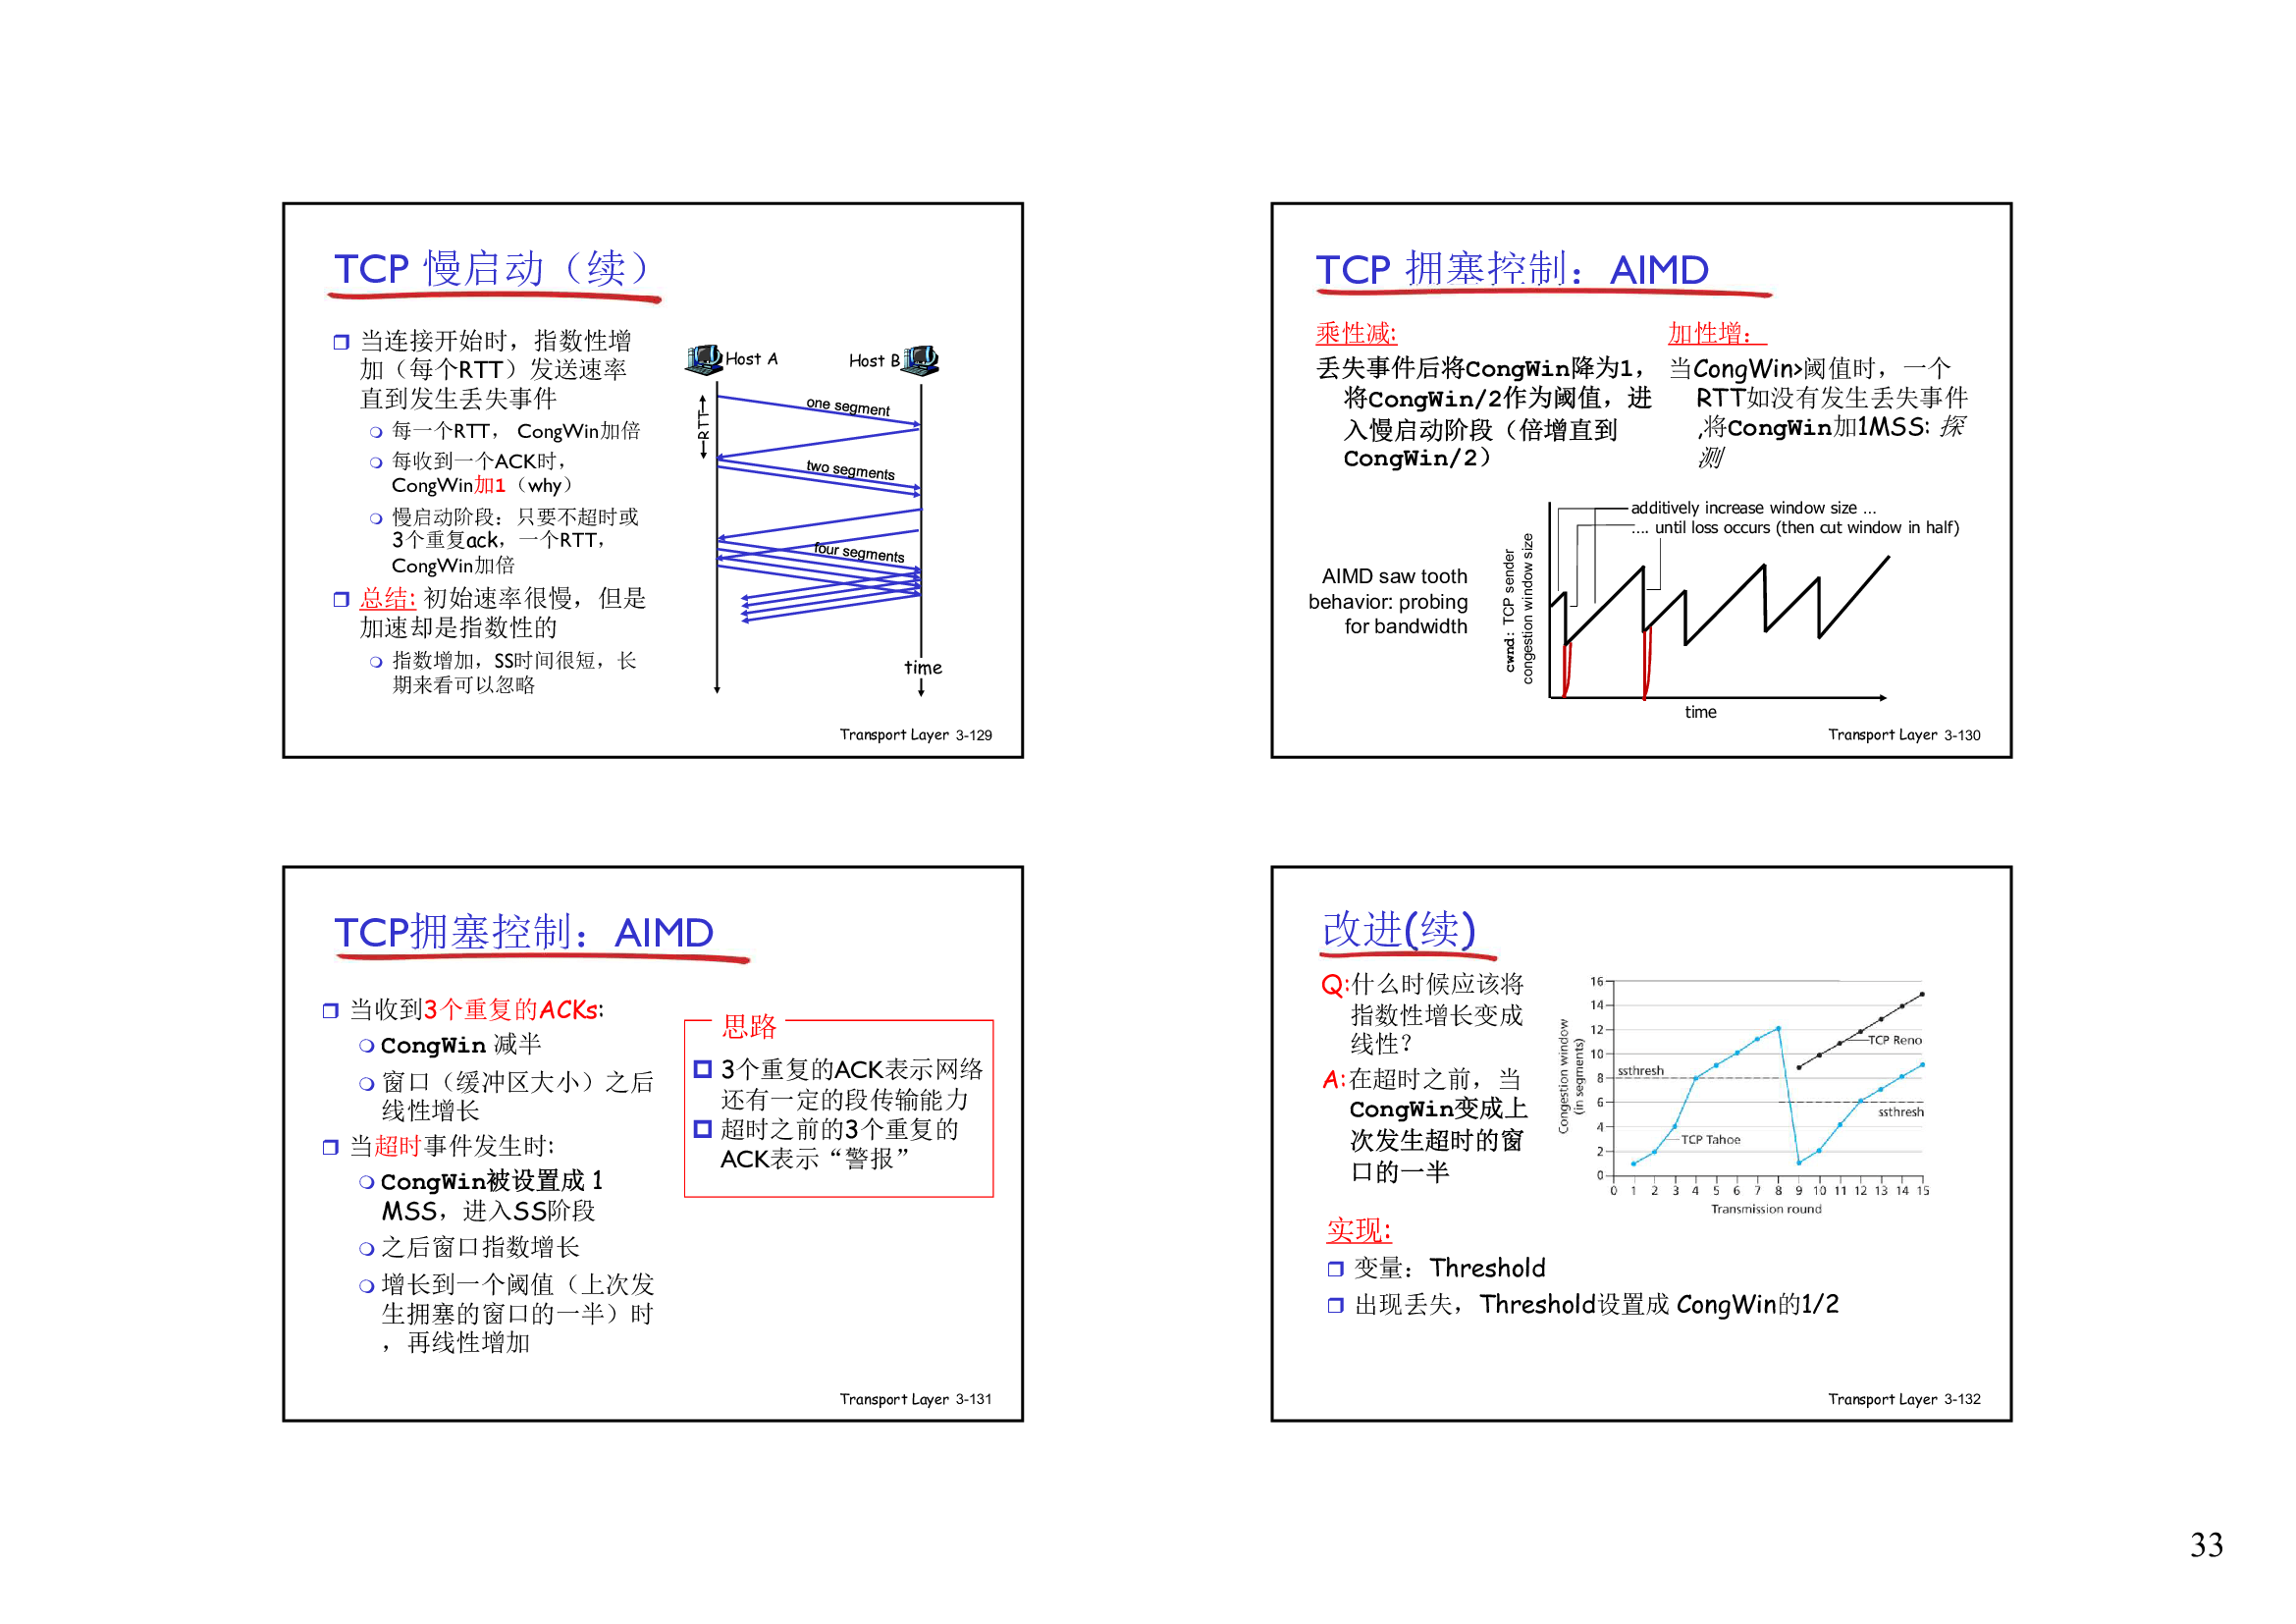 TCP 慢启动（续）
❒ 当连接开始时，指数性增
加（每个RTT）发送速率
直到发生丢失事件
❍ 每一个RTT， CongWin加倍
❍ 每收到一个ACK时，
CongWin加1（why）
❍ 慢启动阶段：只要不超时或
3个重复ack，一个RTT，
CongWin加倍
❒ 总结: 初始速率很慢，但是
加速却是指数性的
❍ 指数增加，SS时间很短，长
期来看可以忽略
Host A
Host B
RTT
one segment
two segments
four segments
time
Transport Layer 3-129
TCP 拥塞控制：AIMD
乘性减:
丢失事件后将CongWin降为1，
将CongWin/2作为阈值，进
入慢启动阶段（倍增直到
CongWin/2）
加性增：
当CongWin>阈值时，一个
RTT如没有发生丢失事件
,将CongWin加1MSS: 探
测
additively increase window size …
…. until loss occurs (then cut window in half)
AIMD saw tooth
behavior: probing
for bandwidth
cwnd: TCP sender
congestion window size
time
Transport Layer 3-130
TCP拥塞控制：AIMD
❒ 当收到3个重复的ACKs:
❍ CongWin 减半
❍ 窗口（缓冲区大小）之后
线性增长
❒ 当超时事件发生时:
❍ CongWin被设置成 1
MSS，进入SS阶段
❍ 之后窗口指数增长
❍ 增长到一个阈值（上次发
生拥塞的窗口的一半）时
，再线性增加
思路
❒ 3个重复的ACK表示网络
还有一定的段传输能力
❒ 超时之前的3个重复的
ACK表示“警报”
Transport Layer 3-131
改进(续)
Q:什么时候应该将
指数性增长变成
线性？
A:在超时之前，当
CongWin变成上
次发生超时的窗
口的一半
Congestion window
(in segments)
16
14
12
10
8
6
4
2
0
ssthresh
TCP Tahoe
TCP Reno
ssthresh
0 1 2 3 4 5 6 7 8 9 10 11 12 13 14 15
Transmission round
实现:
❒ 变量：Threshold
❒ 出现丢失，Threshold设置成 CongWin的1/2
Transport Layer 3-132
33